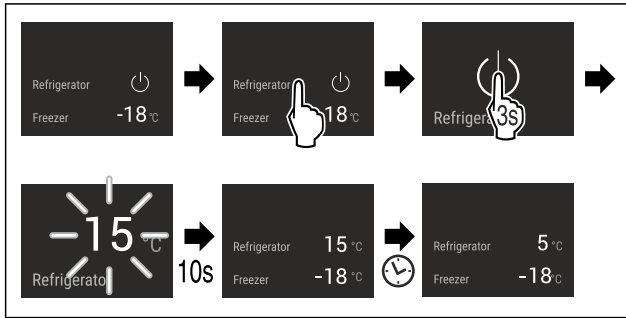 Refrigerator
Freezer -18 °C
Refrigerator
Freezer 18 °C
Refrigera 3s
15 °C
Refrigerato
10s
Refrigerator 15 °C
Freezer -18 °C
Refrigerator 5 °C
Freezer -18 °C